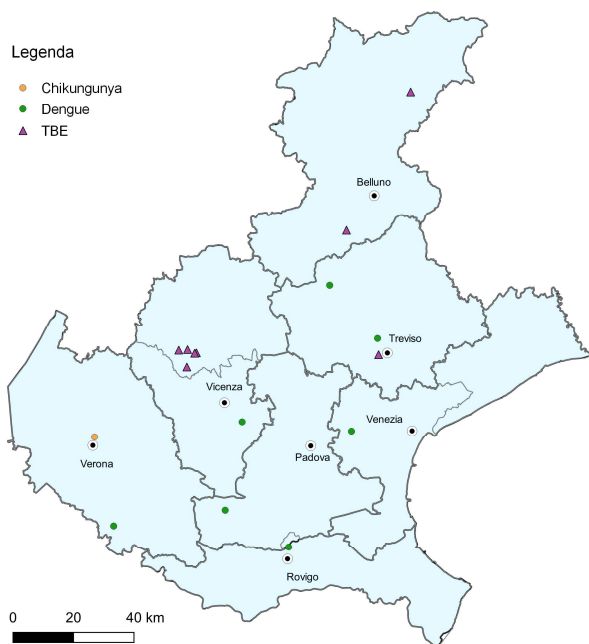 Legenda
Chikungunya
Dengue
TBE
Belluno
Treviso
Vicenza
Venezia
Padova
Verona
Rovigo
0 20 40 km